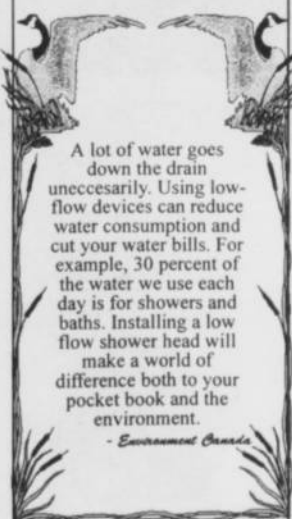 A lot of water goes
down the drain
uneccesarily. Using low-
flow devices can reduce
water consumption and
cut your water bills. For
example, 30 percent of
the water we use each
day is for showers and
baths. Installing a low
flow shower head will
make a world of
difference both to your
pocket book and the
environment.
- Environment Canada